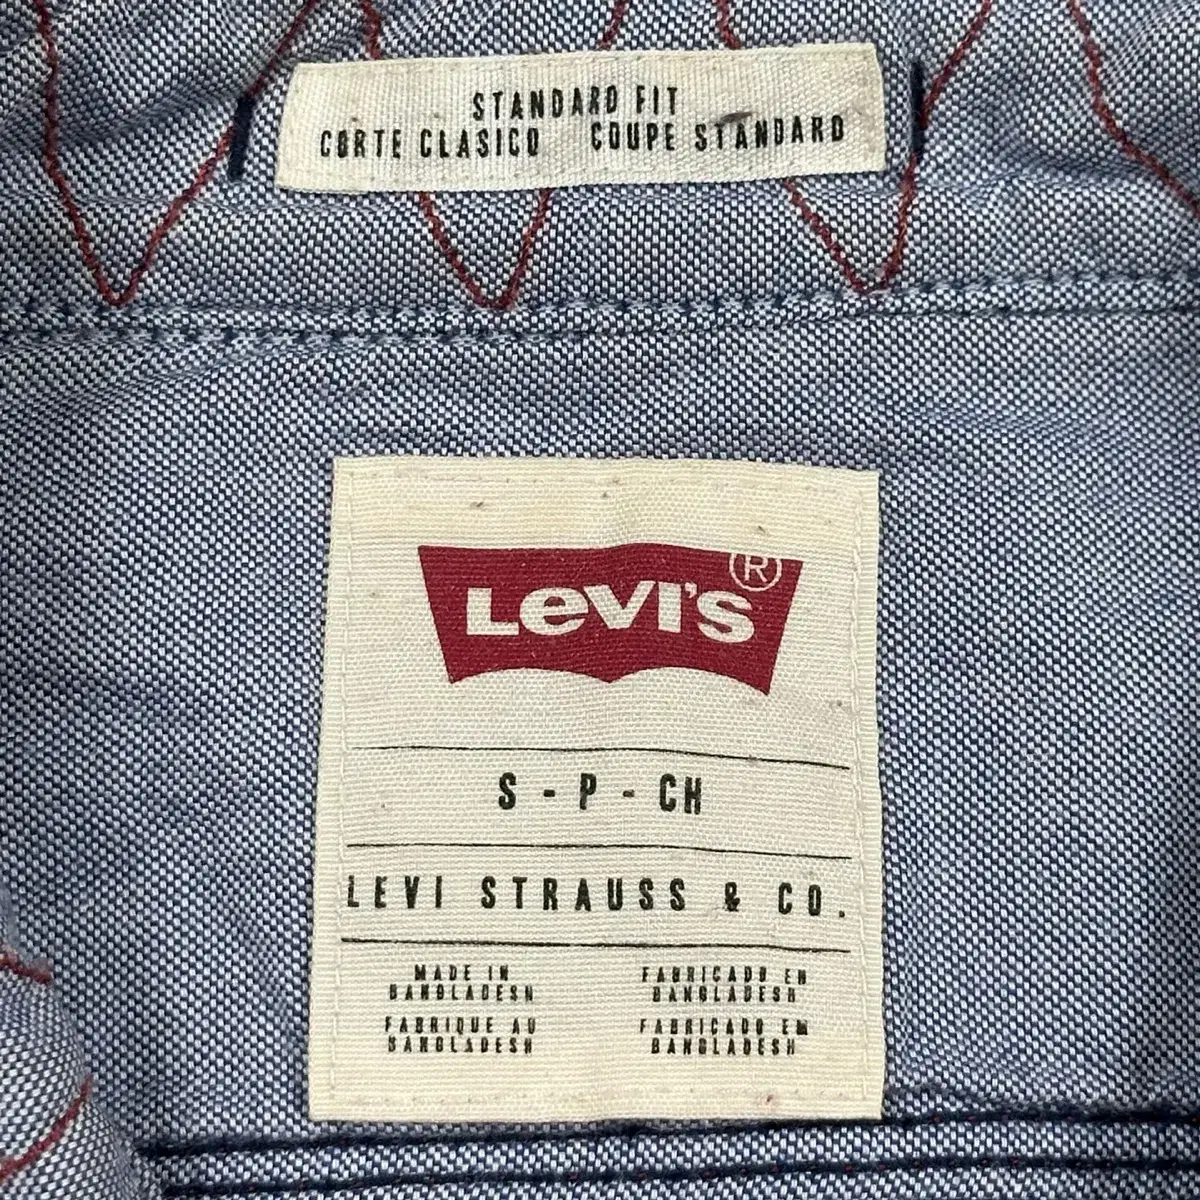 STANDARD FIT
CORTE CLASICO COUPE STANDARD
LEVI'S®
S - P - CH
LEVI STRAUSS & CO.
MADE IN
BANGLADESH
FABRICADO EN
BANGLADESH
FABRIQUE AU
BANGLADESH
FABRICADO EM
BANGLADESH